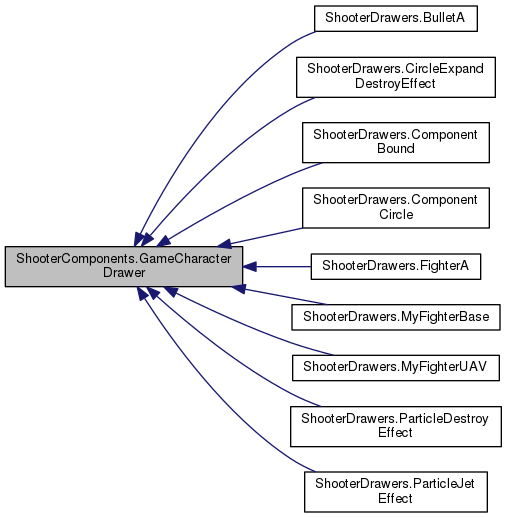 ShooterDrawers.BulletA
ShooterDrawers.CircleExpand
DestroyEffect
ShooterDrawers.Component
Bound
ShooterDrawers.Component
Circle
ShooterComponents.GameCharacter
Drawer
ShooterDrawers.FighterA
ShooterDrawers.MyFighterBase
ShooterDrawers.MyFighterUAV
ShooterDrawers.ParticleDestroy
Effect
ShooterDrawers.ParticleJet
Effect